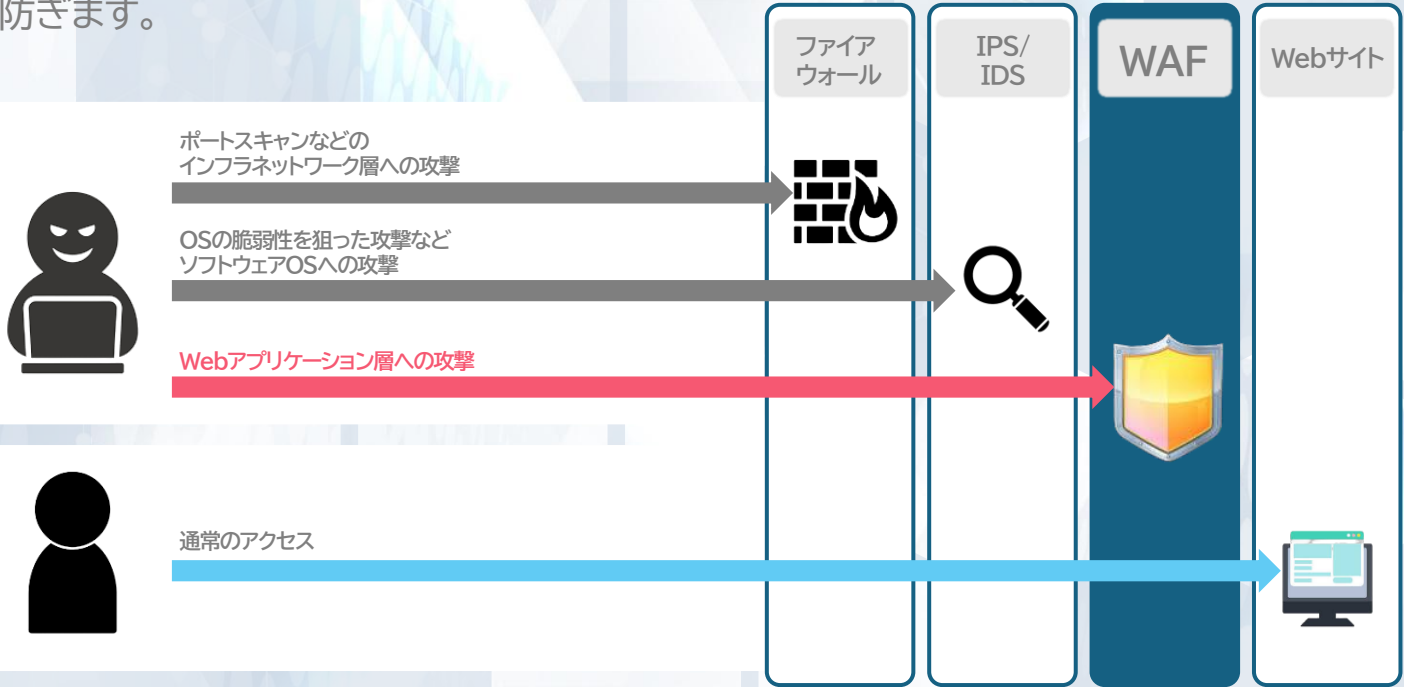 防ぎます。
ファイア
ウォール
IPS/
IDS
WAF
Webサイト
ポートスキャンなどの
インフラネットワーク層への攻撃
OSの脆弱性を狙った攻撃など
ソフトウェアOSへの攻撃
Webアプリケーション層への攻撃
通常のアクセス